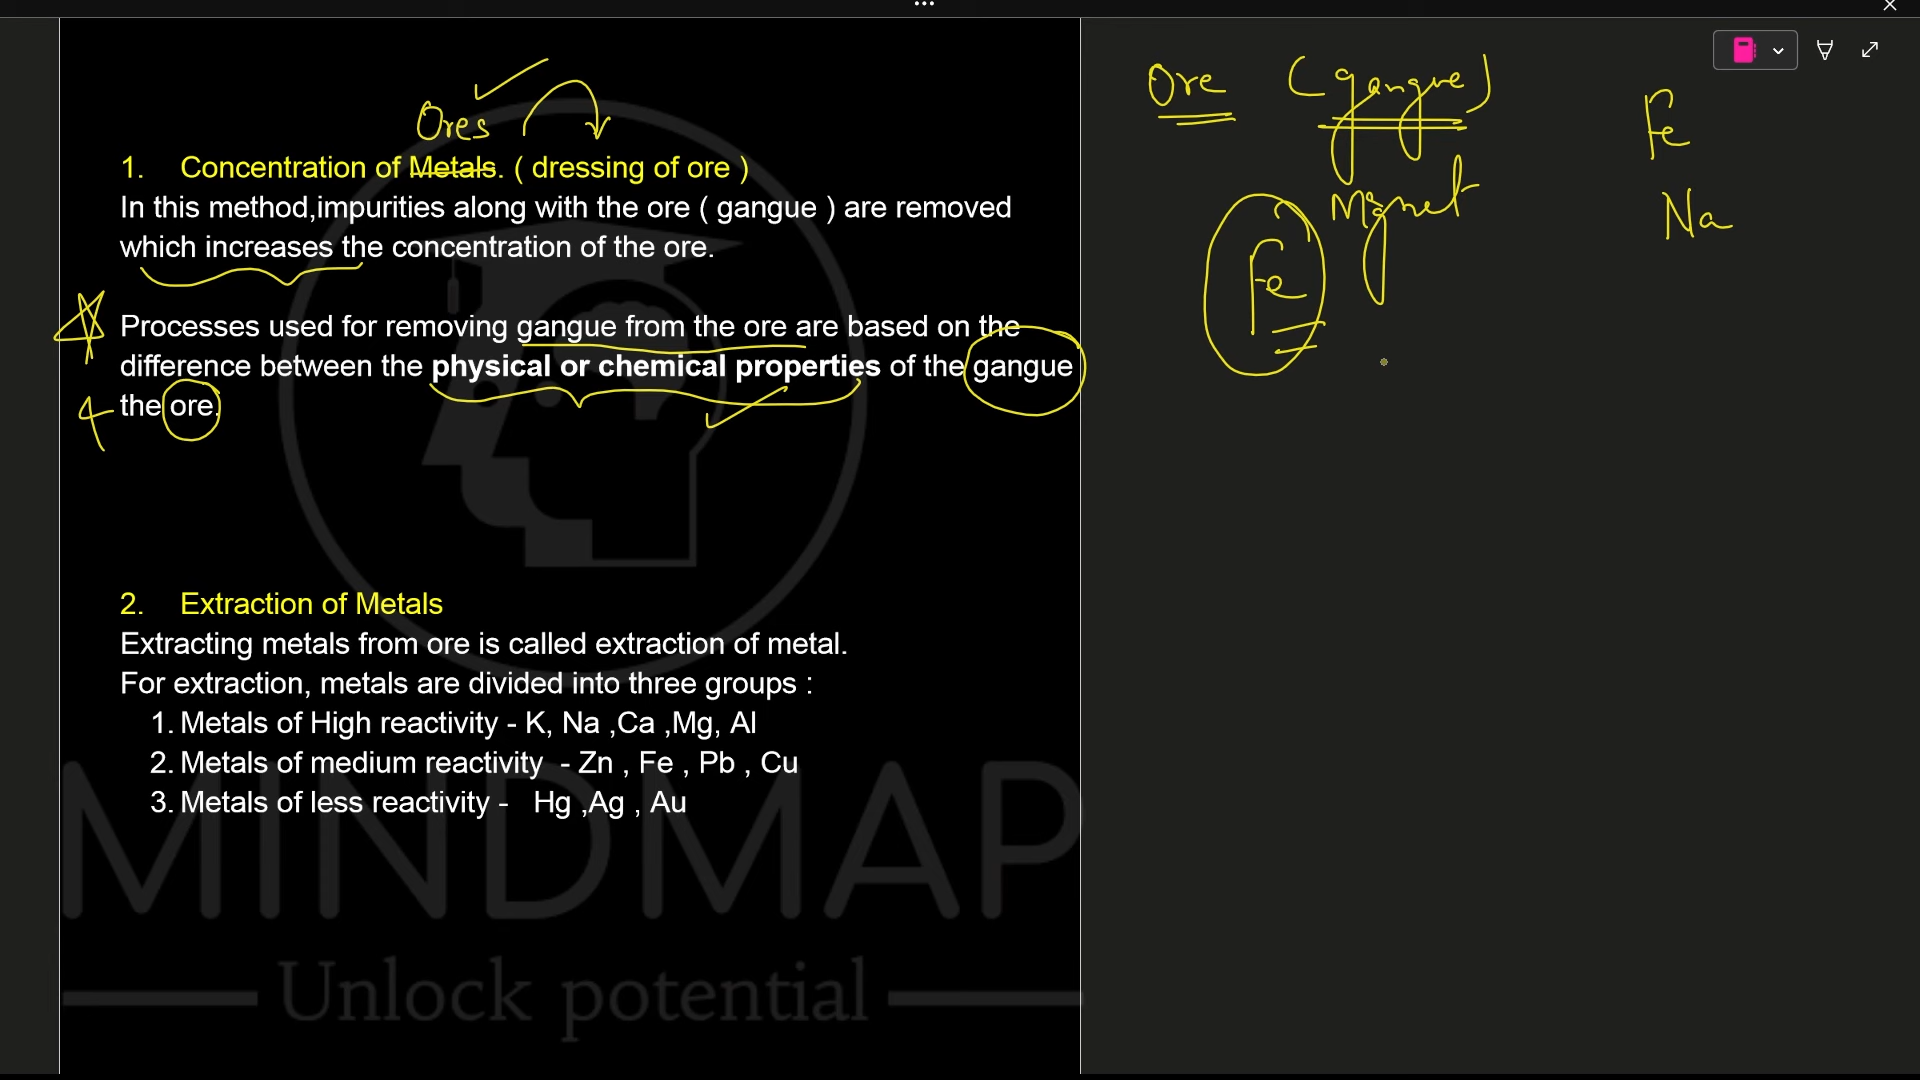 Ores
1. Concentration of Metals. ( dressing of ore )
In this method,impurities along with the ore ( gangue ) are removed
which increases the concentration of the ore.
Processes used for removing gangue from the ore are based on the
difference between the physical or chemical properties of the gangue
the ore.
2. Extraction of Metals
Extracting metals from ore is called extraction of metal.
For extraction, metals are divided into three groups :
1. Metals of High reactivity - K, Na ,Ca ,Mg, Al
2. Metals of medium reactivity - Zn , Fe , Pb , Cu
3. Metals of less reactivity - Hg ,Ag , Au
MINDMAP
Unlock potential
Ore (gangue)
Magnet
Fe
Fe
Na